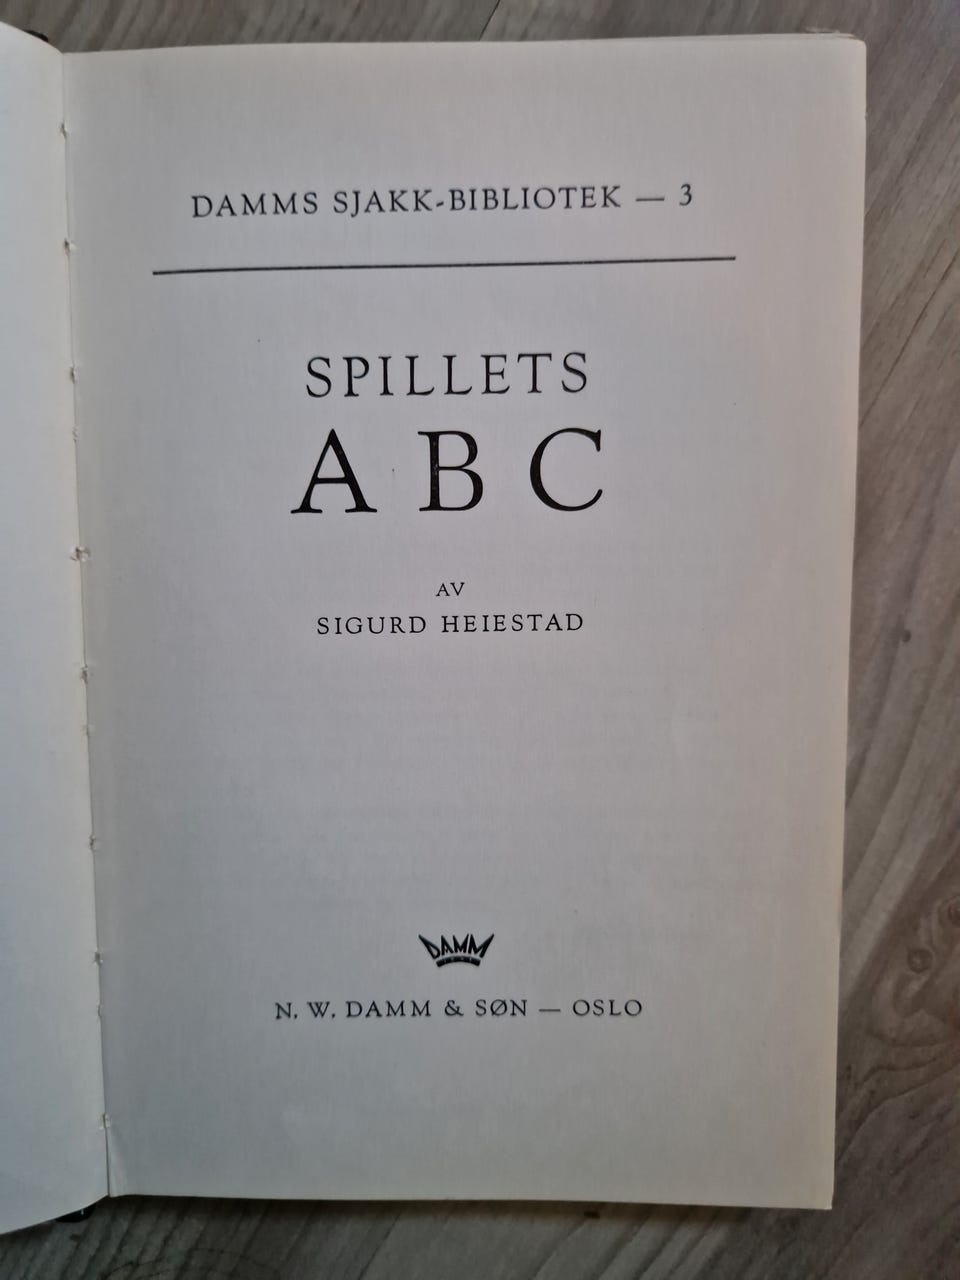 DAMMS SJAKK-BIBLIOTEK — 3
SPILLETS
A B C
AV
SIGURD HEIESTAD
DAMM
N. W. DAMM & SØN — OSLO